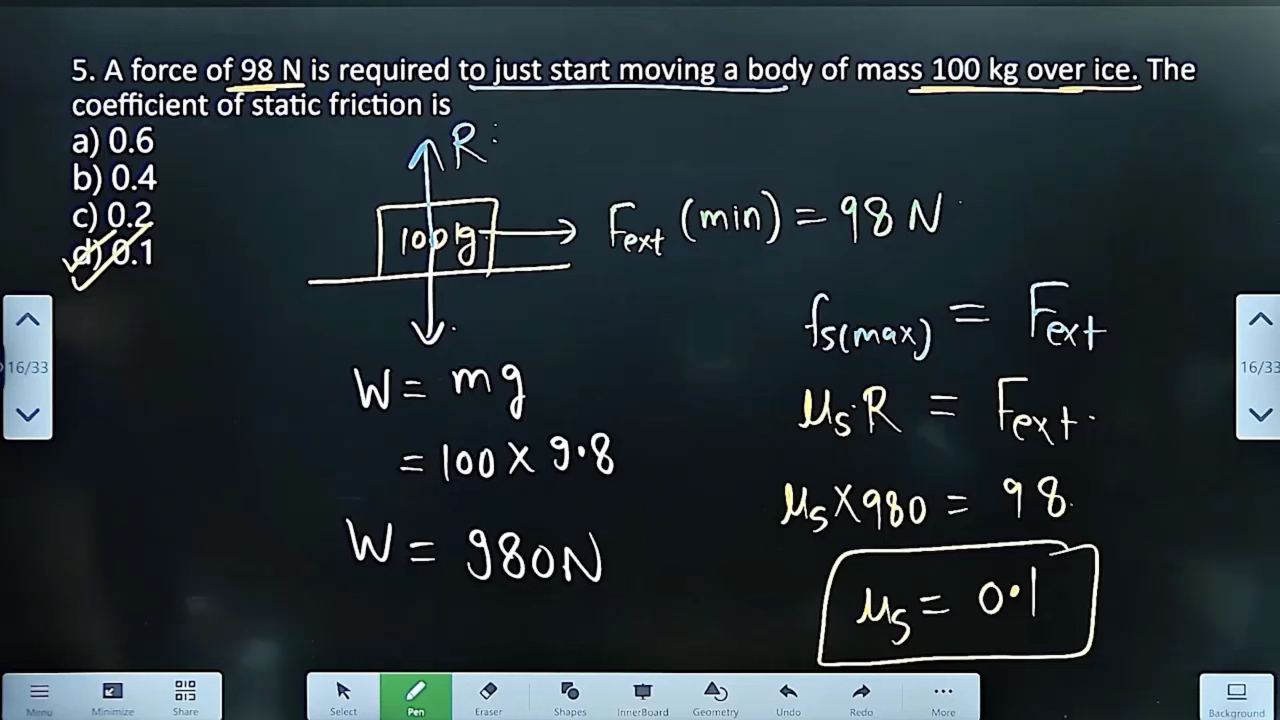 5. A force of 98 N is required to just start moving a body of mass 100 kg over ice. The
coefficient of static friction is
a) 0.6
b) 0.4
c) 0.2
d) 0.1
R
100kg
Fext (min) = 98 N
fs(max) = Fext
W = mg
μs R = Fext
= 100 × 9.8
μs × 980 = 98
W = 980N
μs = 0.1
16/33
16/33
Menu
Minimize
Share
Select
Pen
Eraser
Shapes
InnerBoard
Geometry
Undo
Redo
More
Background